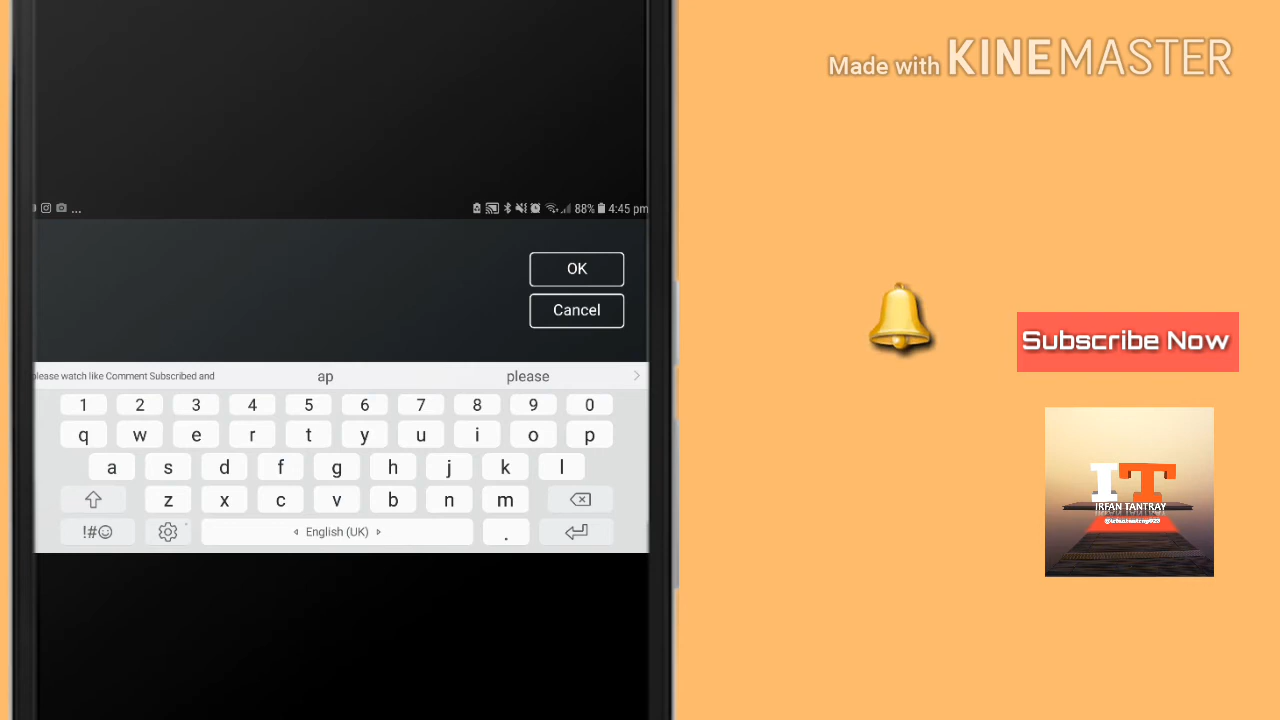 Made with KINEMASTER
... 88% 4:45 pm
OK
Cancel
please watch like Comment Subscribed and ap please
1 2 3 4 5 6 7 8 9 0
q w e r t y u i o p
a s d f g h j k l
z x c v b n m
!#☺ English (UK) .
Subscribe Now
IT
IRFAN TANTRAY